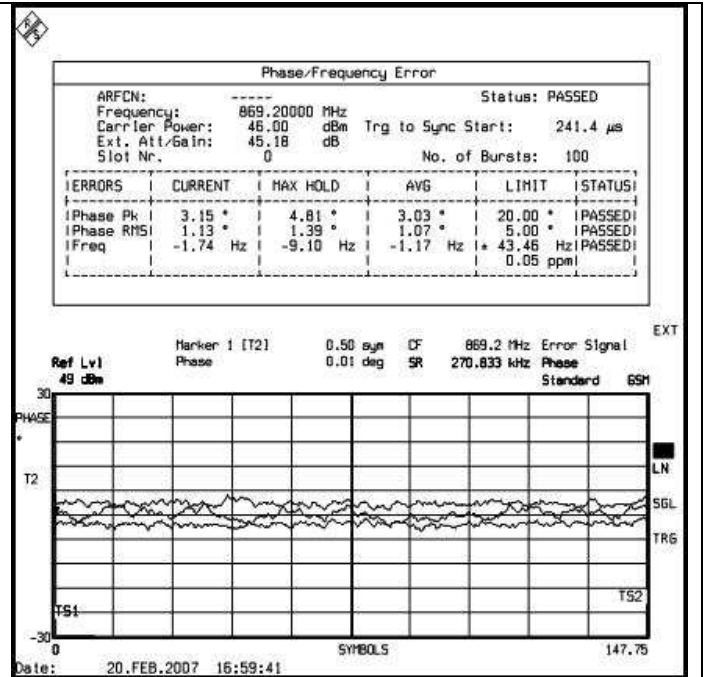 R/S
Phase/Frequency Error
ARFCN: ----- Status: PASSED
Frequency: 869.20000 MHz
Carrier Power: 46.00 dBm Trg to Sync Start: 241.4 µs
Ext. Att/Gain: 45.18 dB
Slot Nr. 0 No. of Bursts: 100
ERRORS CURRENT MAX HOLD AVG LIMIT STATUS
Phase Pk 3.15 ° 4.81 ° 3.03 ° 20.00 ° PASSED
Phase RMS 1.13 ° 1.39 ° 1.07 ° 5.00 ° PASSED
Freq -1.74 Hz -9.10 Hz -1.17 Hz ± 43.46 Hz PASSED
0.05 ppm
EXT
Marker 1 [T2] 0.50 sym CF 869.2 MHz Error Signal
Ref Lvl Phase 0.01 deg SR 270.833 kHz Phase
49 dBm Standard GSM
30
PHASE
°
LN
T2
SGL
TRG
TS2
TS1
-30
0 SYMBOLS 147.75
Date: 20.FEB.2007 16:59:41